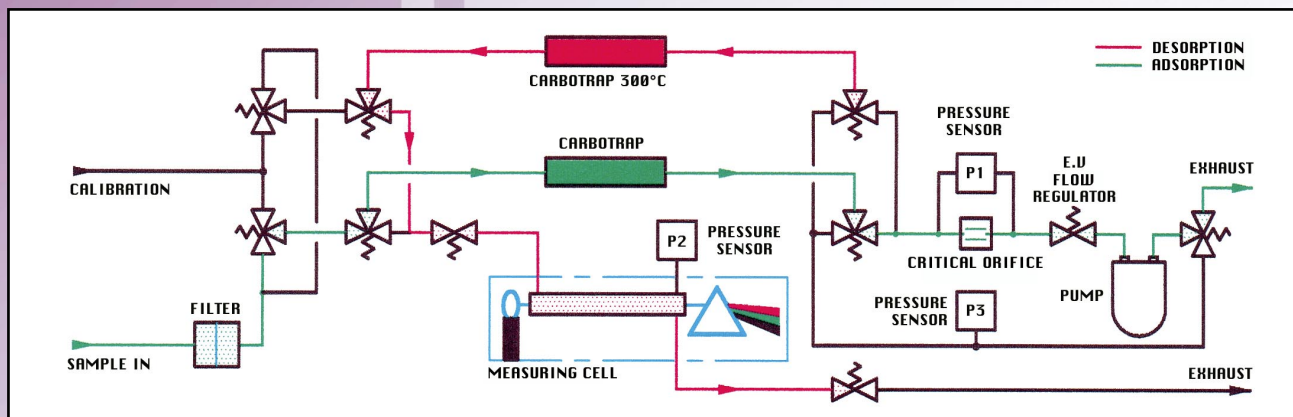 DESORPTION
ADSORPTION
CARBOTRAP 300°C
PRESSURE
SENSOR
P1
E.V
FLOW
REGULATOR
EXHAUST
CARBOTRAP
CALIBRATION
P2
PRESSURE
SENSOR
CRITICAL ORIFICE
PUMP
FILTER
PRESSURE
SENSOR
P3
SAMPLE IN
MEASURING CELL
EXHAUST